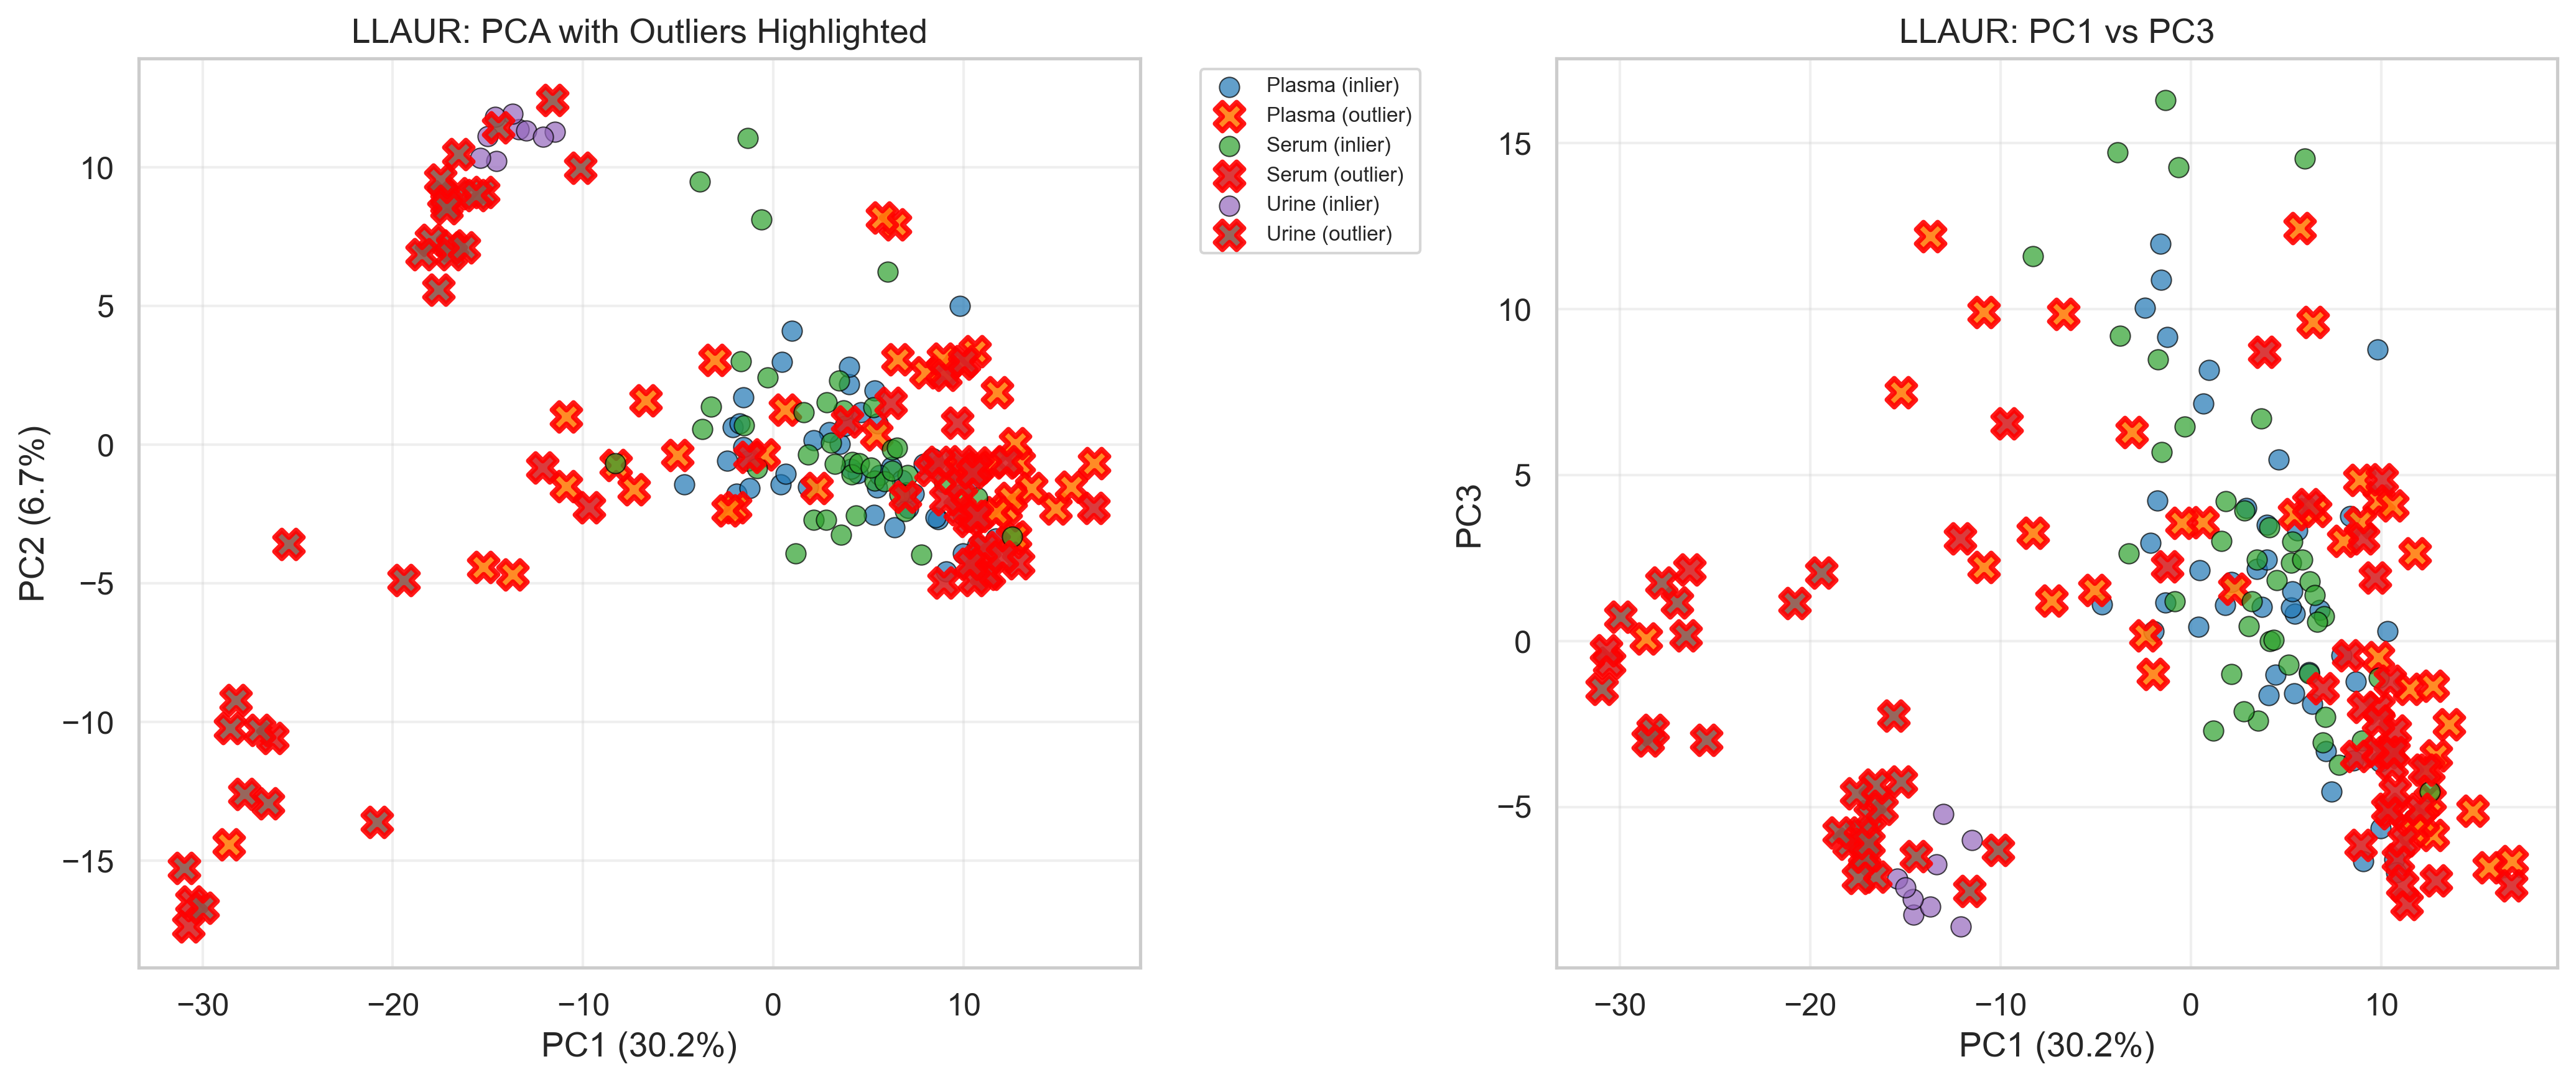 LLAUR: PCA with Outliers Highlighted
10
5
0
−5
−10
−15
PC2 (6.7%)
−30
−20
−10
0
10
PC1 (30.2%)
Plasma (inlier)
Plasma (outlier)
Serum (inlier)
Serum (outlier)
Urine (inlier)
Urine (outlier)
LLAUR: PC1 vs PC3
15
10
5
0
−5
PC3
−30
−20
−10
0
10
PC1 (30.2%)